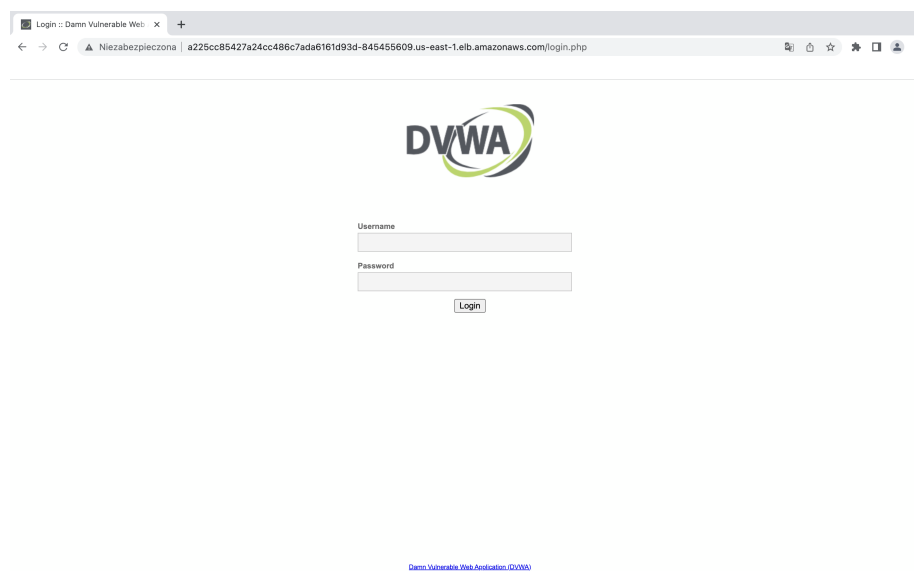 Login :: Damn Vulnerable Web
Niezabezpieczona | a225cc85427a24cc486c7ada6161d93d-845455609.us-east-1.elb.amazonaws.com/login.php
DVWA
Username
Password
Login
Damn Vulnerable Web Application (DVWA)